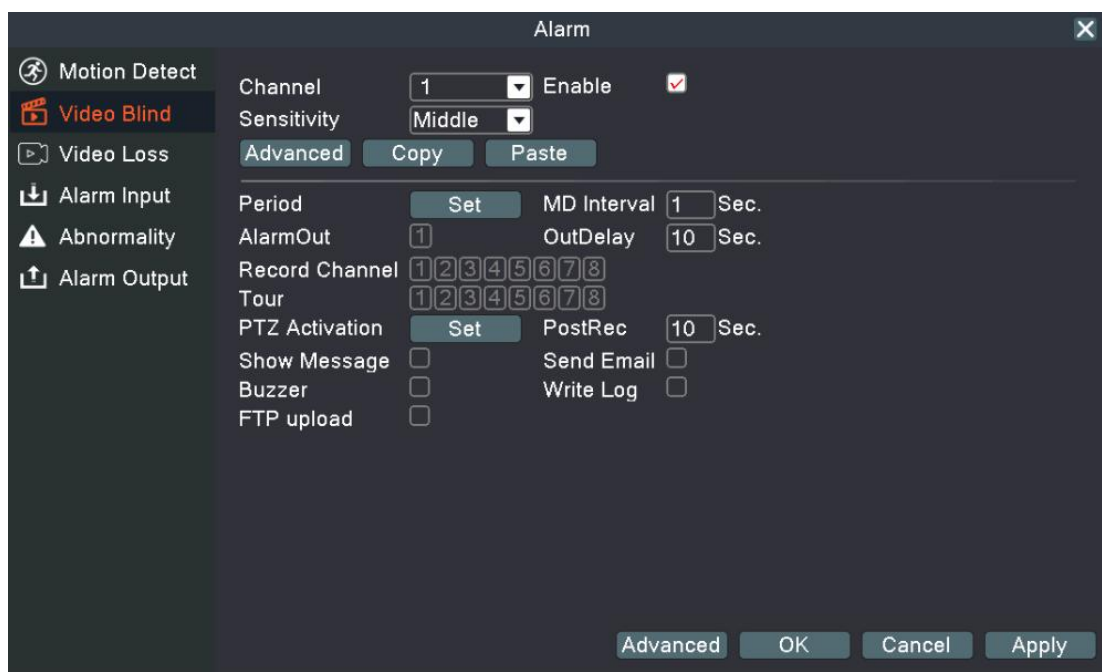 Alarm
Motion Detect
Video Blind
Video Loss
Alarm Input
Abnormality
Alarm Output
Channel 1 Enable
Sensitivity Middle
Advanced Copy Paste
Period Set MD Interval 1 Sec.
AlarmOut 1 OutDelay 10 Sec.
Record Channel 1 2 3 4 5 6 7 8
Tour 1 2 3 4 5 6 7 8
PTZ Activation Set PostRec 10 Sec.
Show Message Send Email
Buzzer Write Log
FTP upload
Advanced OK Cancel Apply